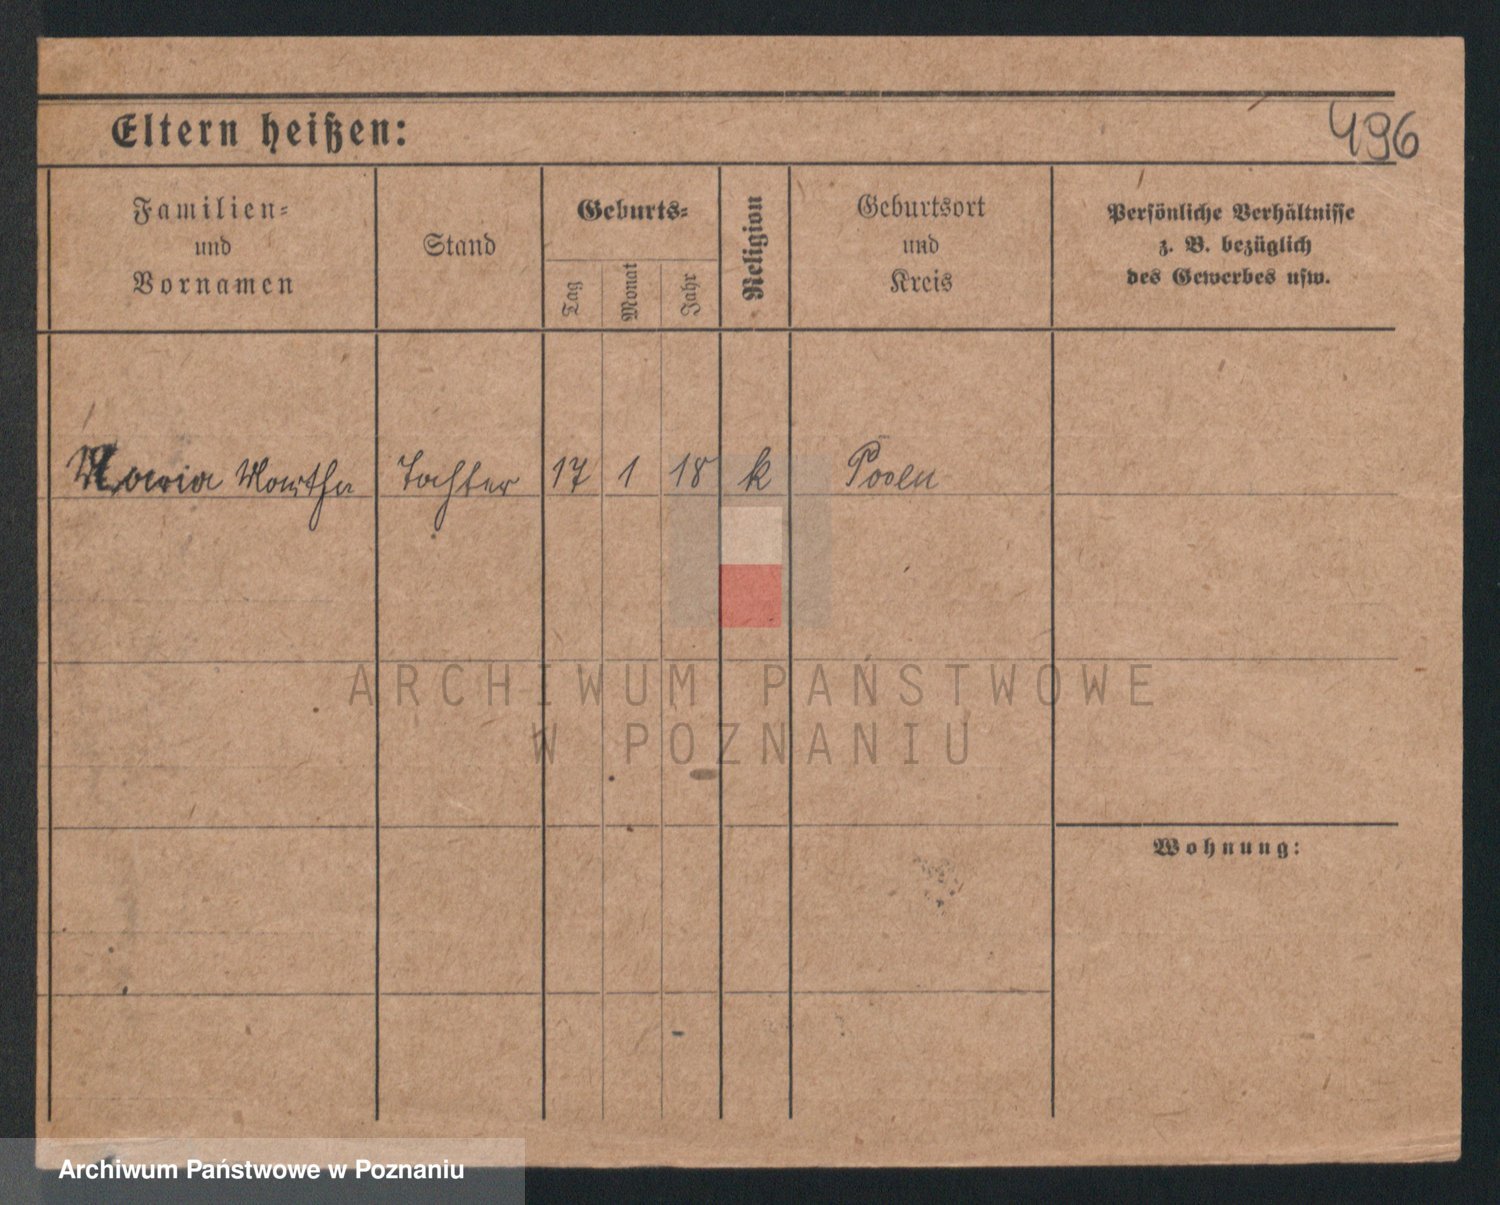 Eltern heißen:
496
Familien=
und
Vornamen
Stand
Geburts=
Tag
Monat
Jahr
Religion
Geburtsort
und
Kreis
Persönliche Verhältnisse
z. B. bezüglich
des Gewerbes usw.
Maria Martha Tochter 17 1 18 k Posen
ARCHIWUM PAŃSTWOWE
W POZNANIU
Wohnung:
Archiwum Państwowe w Poznaniu